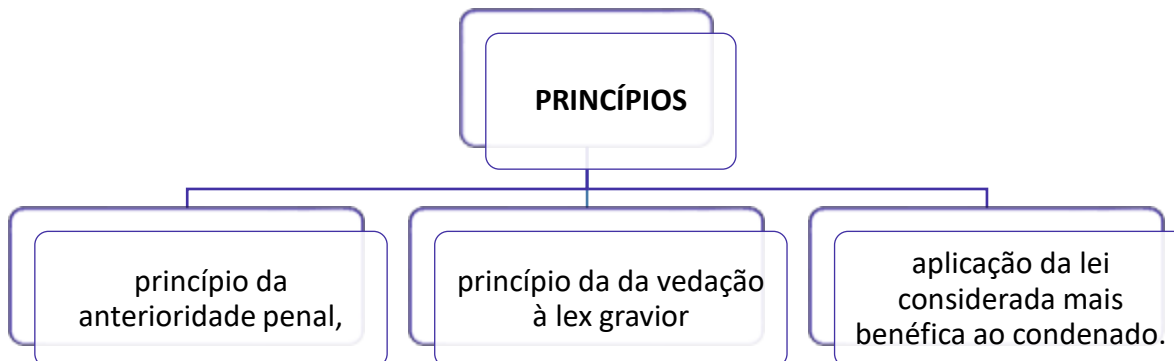 PRINCÍPIOS
princípio da
anterioridade penal,
princípio da da vedação
à lex gravior
aplicação da lei
considerada mais
benéfica ao condenado.